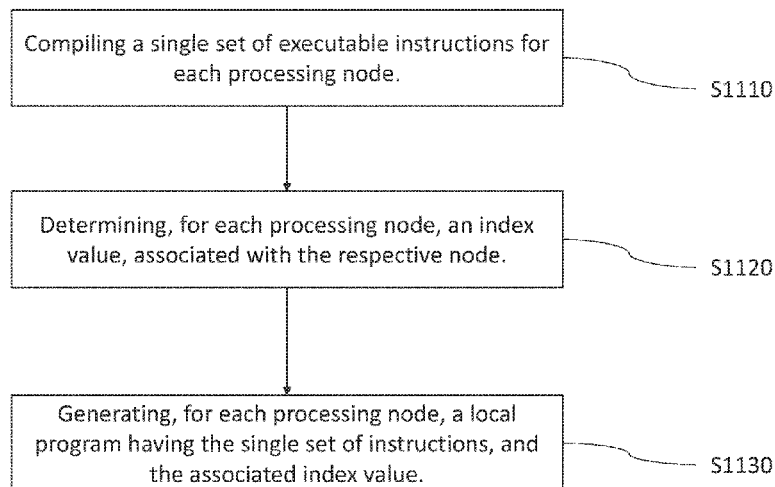 Compiling a single set of executable instructions for
each processing node.
S1110
Determining, for each processing node, an index
value, associated with the respective node.
S1120
Generating, for each processing node, a local
program having the single set of instructions, and
the associated index value.
S1130